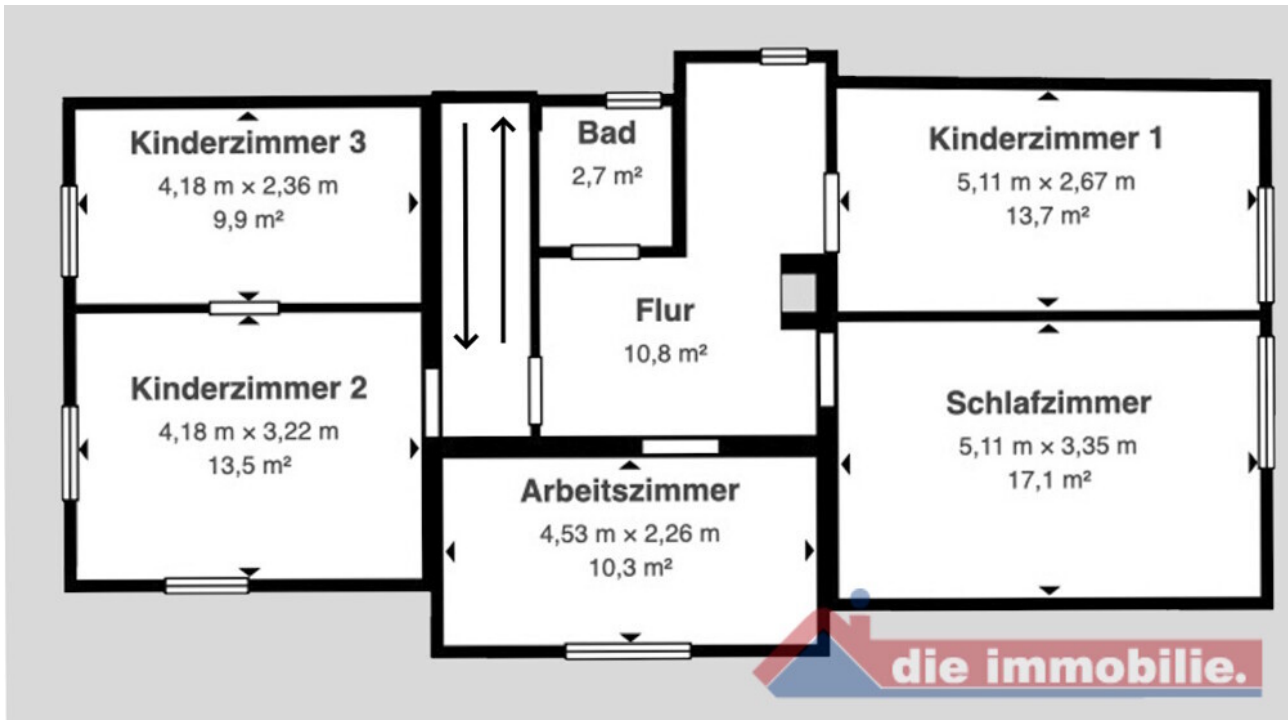 Kinderzimmer 3
4,18 m × 2,36 m
9,9 m²
Bad
2,7 m²
Kinderzimmer 1
5,11 m × 2,67 m
13,7 m²
Flur
10,8 m²
Kinderzimmer 2
4,18 m × 3,22 m
13,5 m²
Schlafzimmer
5,11 m × 3,35 m
17,1 m²
Arbeitszimmer
4,53 m × 2,26 m
10,3 m²
die immobilie.